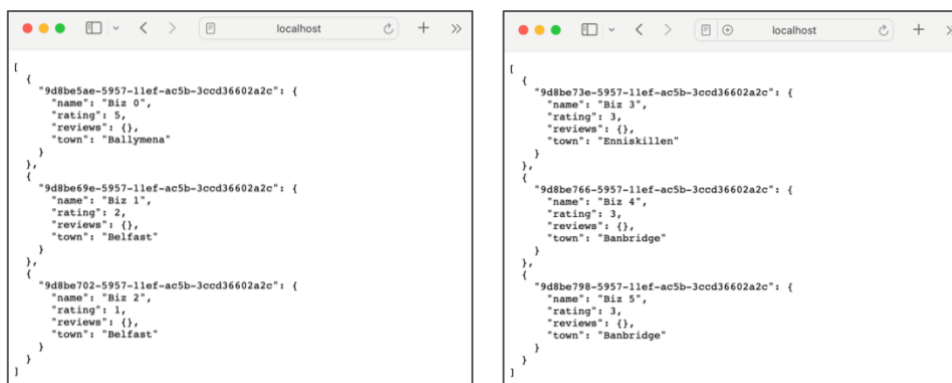 localhost
[
{
"9d8be5ae-5957-11ef-ac5b-3ccd36602a2c": {
"name": "Biz 0",
"rating": 5,
"reviews": {},
"town": "Ballymena"
}
},
{
"9d8be69e-5957-11ef-ac5b-3ccd36602a2c": {
"name": "Biz 1",
"rating": 2,
"reviews": {},
"town": "Belfast"
}
},
{
"9d8be702-5957-11ef-ac5b-3ccd36602a2c": {
"name": "Biz 2",
"rating": 1,
"reviews": {},
"town": "Belfast"
}
}
]
localhost
[
{
"9d8be73e-5957-11ef-ac5b-3ccd36602a2c": {
"name": "Biz 3",
"rating": 3,
"reviews": {},
"town": "Enniskillen"
}
},
{
"9d8be766-5957-11ef-ac5b-3ccd36602a2c": {
"name": "Biz 4",
"rating": 3,
"reviews": {},
"town": "Banbridge"
}
},
{
"9d8be798-5957-11ef-ac5b-3ccd36602a2c": {
"name": "Biz 5",
"rating": 3,
"reviews": {},
"town": "Banbridge"
}
}
]